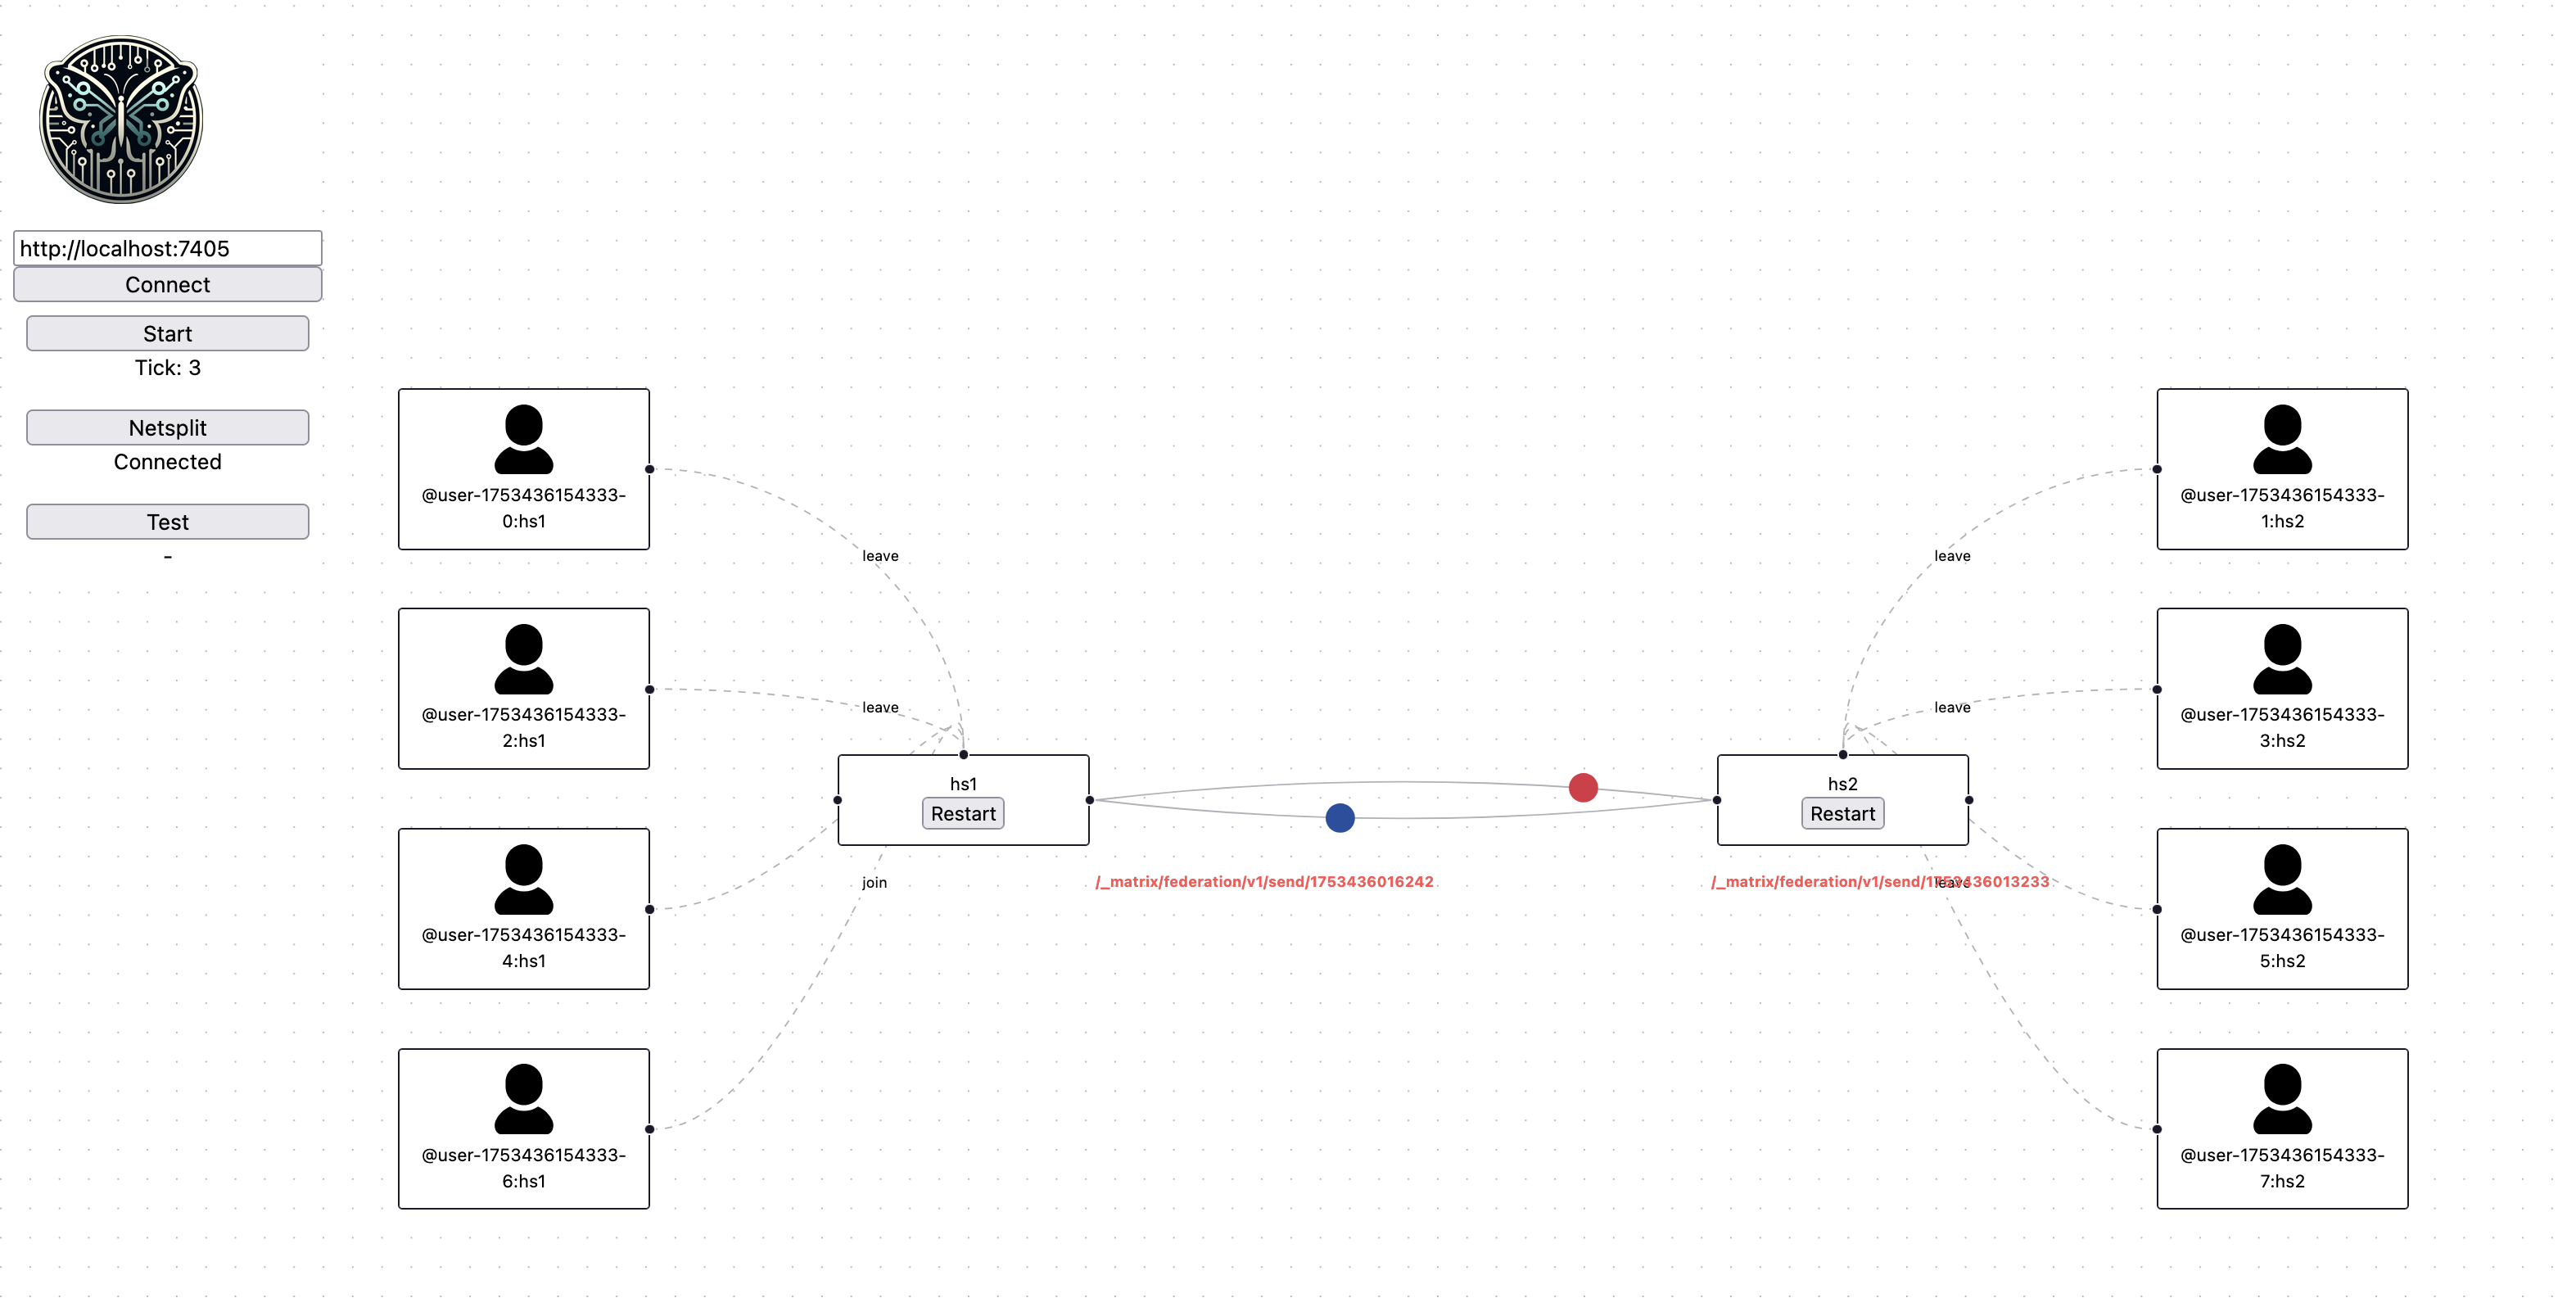 http://localhost:7405
Connect
Start
Tick: 3
Netsplit
Connected
Test
-
@user-1753436154333-
0:hs1
@user-1753436154333-
2:hs1
@user-1753436154333-
4:hs1
@user-1753436154333-
6:hs1
leave
leave
join
hs1
Restart
/_matrix/federation/v1/send/1753436016242
hs2
Restart
/_matrix/federation/v1/send/1753436013233
leave
leave
leave
@user-1753436154333-
1:hs2
@user-1753436154333-
3:hs2
@user-1753436154333-
5:hs2
@user-1753436154333-
7:hs2